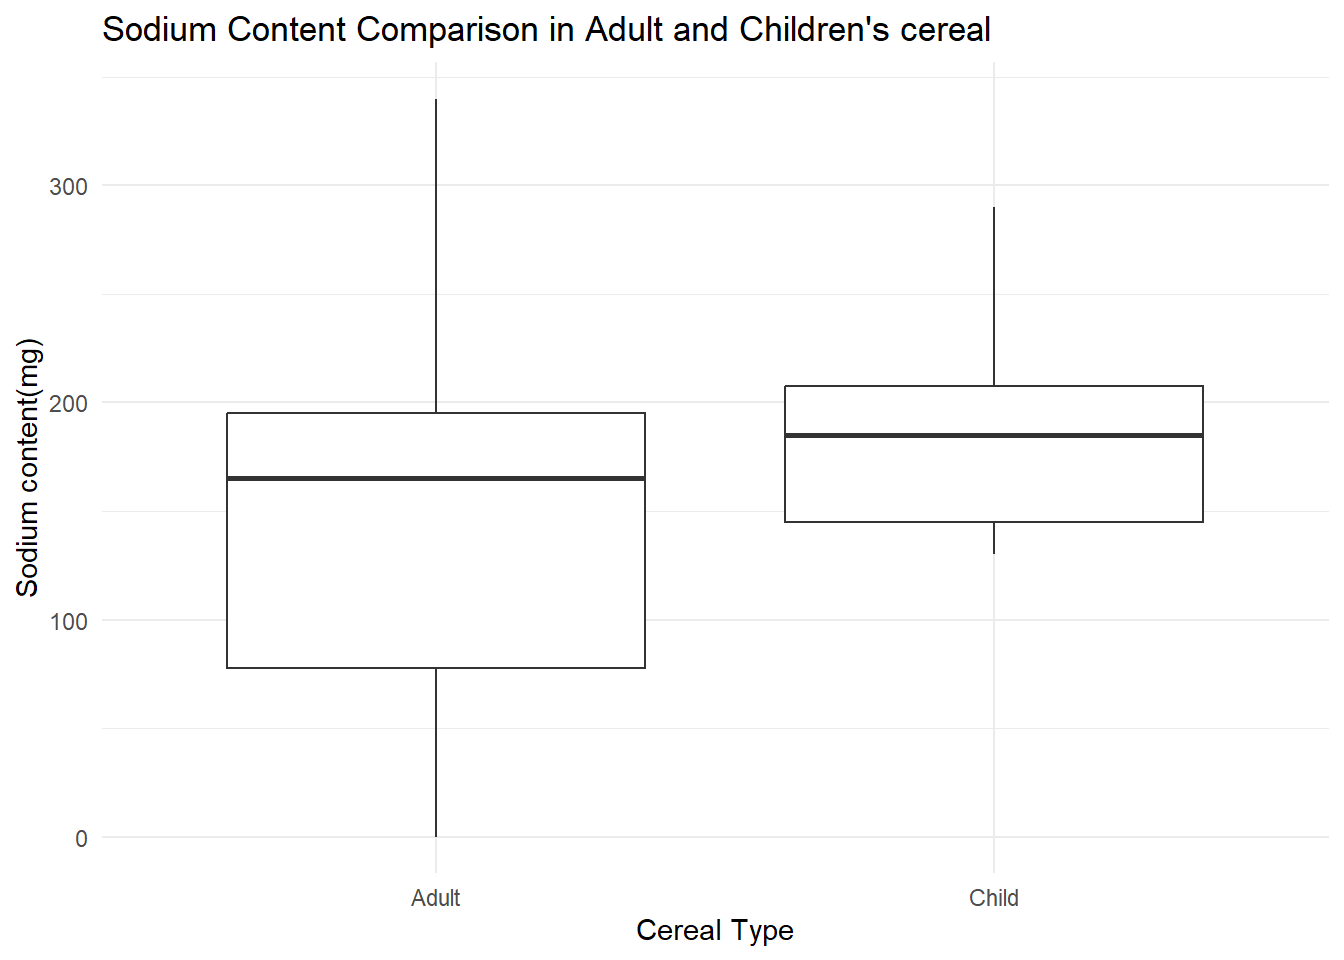 Sodium Content Comparison in Adult and Children's cereal
Sodium content(mg)
300
200
100
0
Adult
Child
Cereal Type